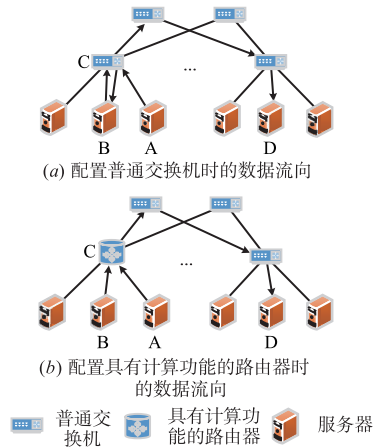 C
...
B
A
D
(a) 配置普通交换机时的数据流向
C
...
B
A
D
(b) 配置具有计算功能的路由器时
的数据流向
普通交
换机
具有计算功
能的路由器
服务器